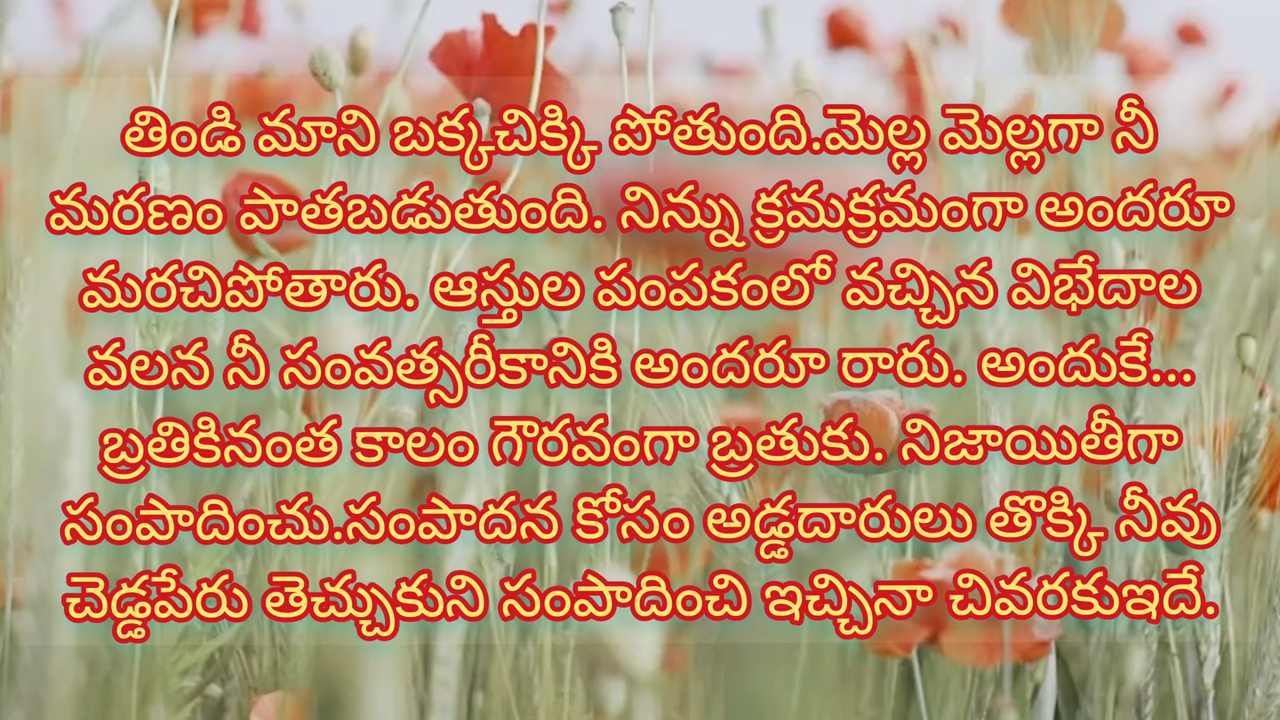 తిండి మాని బక్కచిక్కి పోతుంది.మెల్ల మెల్లగా నీ
మరణం పాతబడుతుంది. నిన్ను క్రమక్రమంగా అందరూ
మరచిపోతారు. ఆస్తుల పంపకంలో వచ్చిన విభేదాల
వలన నీ సంవత్సరీకానికి అందరూ రారు. అందుకే...
బ్రతికినంత కాలం గౌరవంగా బ్రతుకు. నిజాయితీగా
సంపాదించు.సంపాదన కోసం అడ్డదారులు తొక్కి నీవు
చెడ్డపేరు తెచ్చుకుని సంపాదించి ఇచ్చినా చివరకుఇదే.